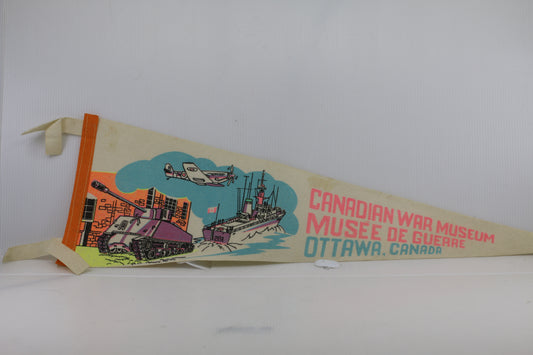 CANADIAN WAR MUSEUM
MUSÉE DE GUERRE
OTTAWA, CANADA